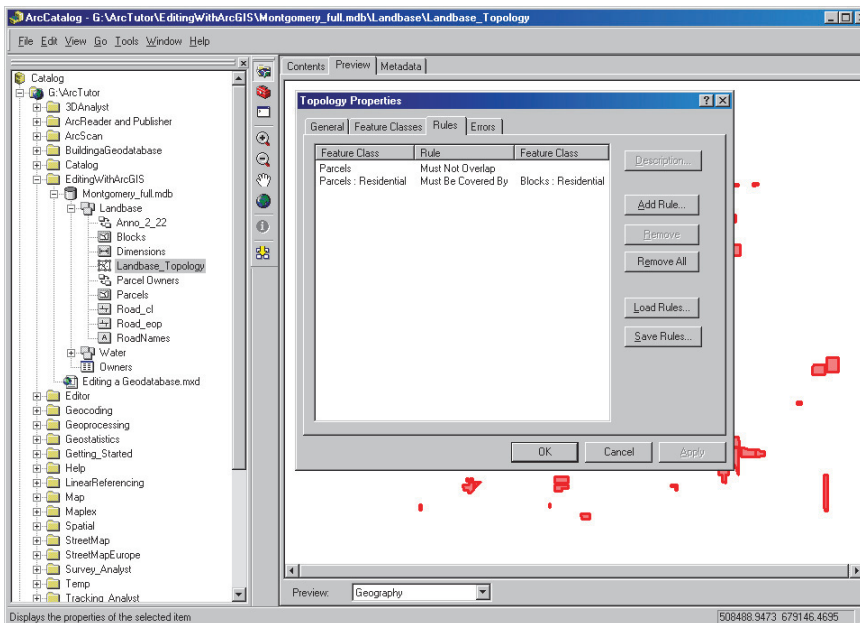 ArcCatalog - G:\ArcTutor\EditingWithArcGIS\Montgomery_full.mdb\Landbase\Landbase_Topology
File Edit View Go Tools Window Help
Catalog
G:\ArcTutor
3DAnalyst
ArcReader and Publisher
ArcScan
BuildingaGeodatabase
Catalog
EditingWithArcGIS
Montgomery_full.mdb
Landbase
Anno_2_22
Blocks
Dimensions
Landbase_Topology
Parcel Owners
Parcels
Road_cl
Road_eop
RoadNames
Water
Owners
Editing a Geodatabase.mxd
Editor
Geocoding
Geoprocessing
Geostatistics
Getting_Started
Help
LinearReferencing
Map
Maplex
Spatial
StreetMap
StreetMapEurope
Survey_Analyst
Temp
Tracking_Analyst
Contents Preview Metadata
Topology Properties
General Feature Classes Rules Errors
Feature Class Rule Feature Class
Parcels Must Not Overlap
Parcels : Residential Must Be Covered By Blocks : Residential
Description...
Add Rule...
Remove
Remove All
Load Rules...
Save Rules...
OK Cancel Apply
Preview: Geography
Displays the properties of the selected item 508488.9473 679146.4695